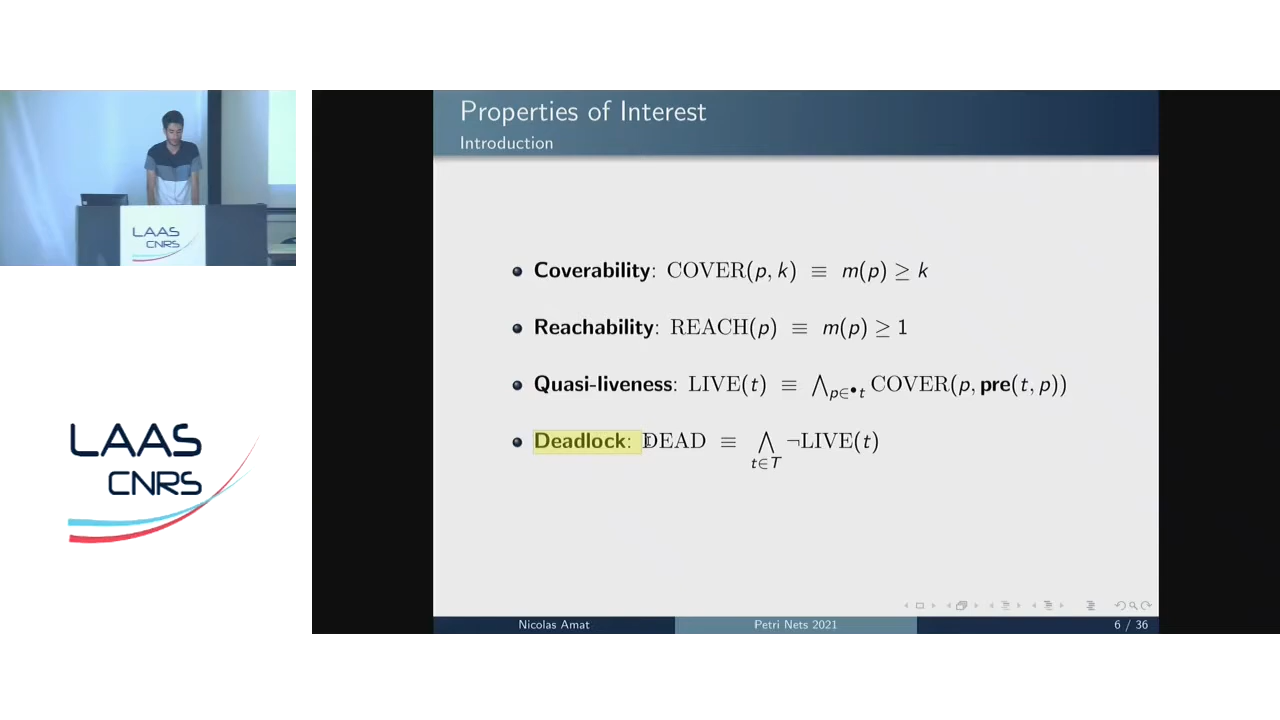 Properties of Interest
Introduction
LAAS
CNRS
Coverability: COVER(p, k) ≡ m(p) ≥ k
Reachability: REACH(p) ≡ m(p) ≥ 1
Quasi-liveness: LIVE(t) ≡ ⋀p∈•t COVER(p, pre(t, p))
Deadlock: DEAD ≡ ⋀t∈T ¬LIVE(t)
LAAS
CNRS
Nicolas Amat
Petri Nets 2021
6 / 36